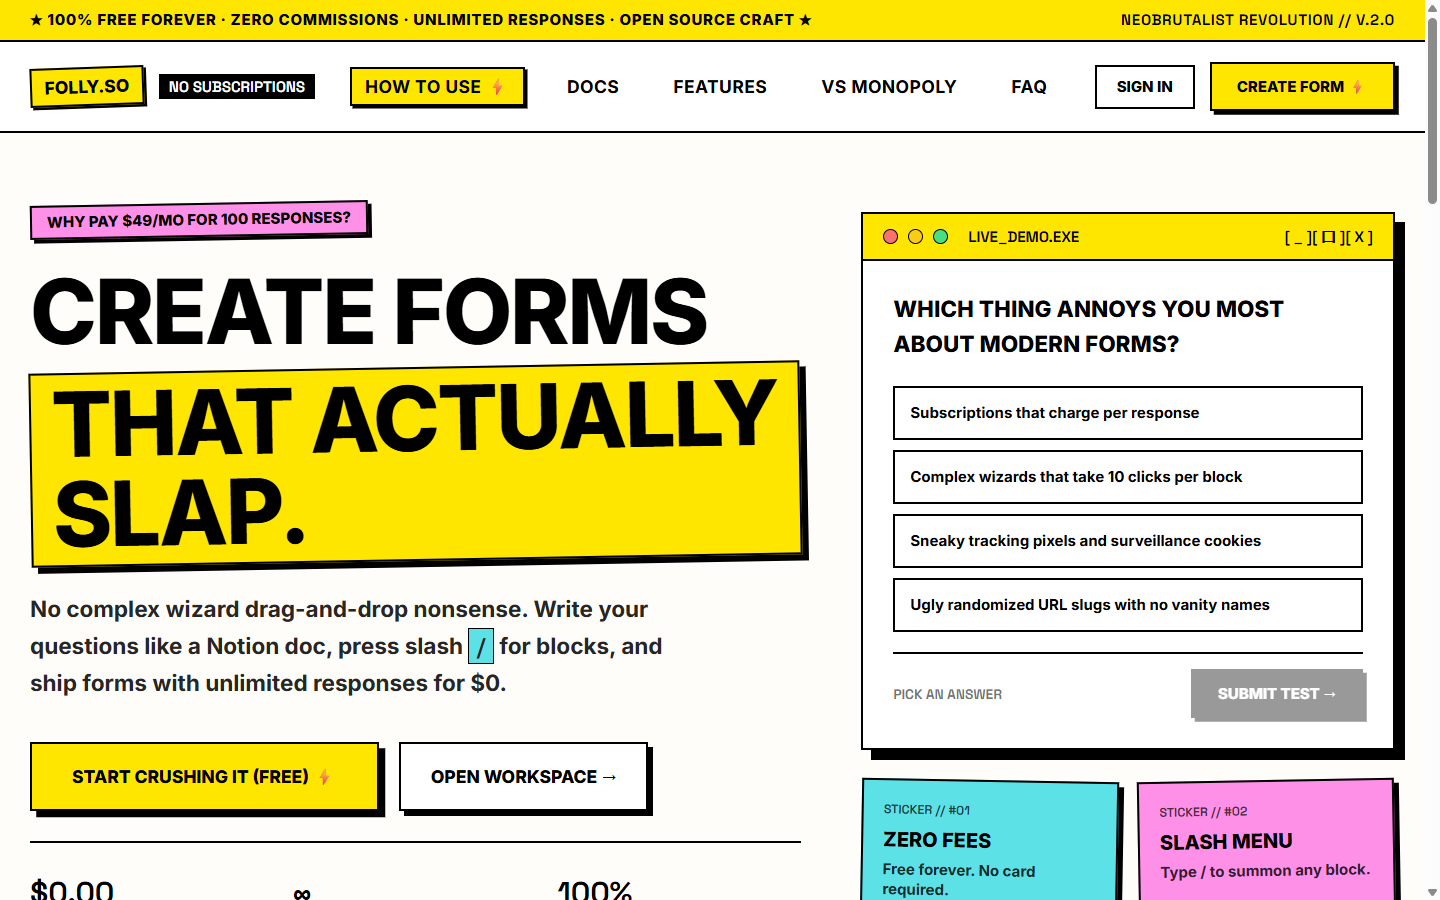 ★ 100% FREE FOREVER · ZERO COMMISSIONS · UNLIMITED RESPONSES · OPEN SOURCE CRAFT ★
NEOBRUTALIST REVOLUTION // V.2.0
FOLLY.SO
NO SUBSCRIPTIONS
HOW TO USE ⚡
DOCS
FEATURES
VS MONOPOLY
FAQ
SIGN IN
CREATE FORM ⚡
WHY PAY $49/MO FOR 100 RESPONSES?
CREATE FORMS
THAT ACTUALLY
SLAP.
No complex wizard drag-and-drop nonsense. Write your
questions like a Notion doc, press slash / for blocks, and
ship forms with unlimited responses for $0.
START CRUSHING IT (FREE) ⚡
OPEN WORKSPACE →
$0.00
∞
100%
LIVE_DEMO.EXE
[ _ ][ 口 ][ X ]
WHICH THING ANNOYS YOU MOST
ABOUT MODERN FORMS?
Subscriptions that charge per response
Complex wizards that take 10 clicks per block
Sneaky tracking pixels and surveillance cookies
Ugly randomized URL slugs with no vanity names
PICK AN ANSWER
SUBMIT TEST →
STICKER // #01
ZERO FEES
Free forever. No card
required.
STICKER // #02
SLASH MENU
Type / to summon any block.